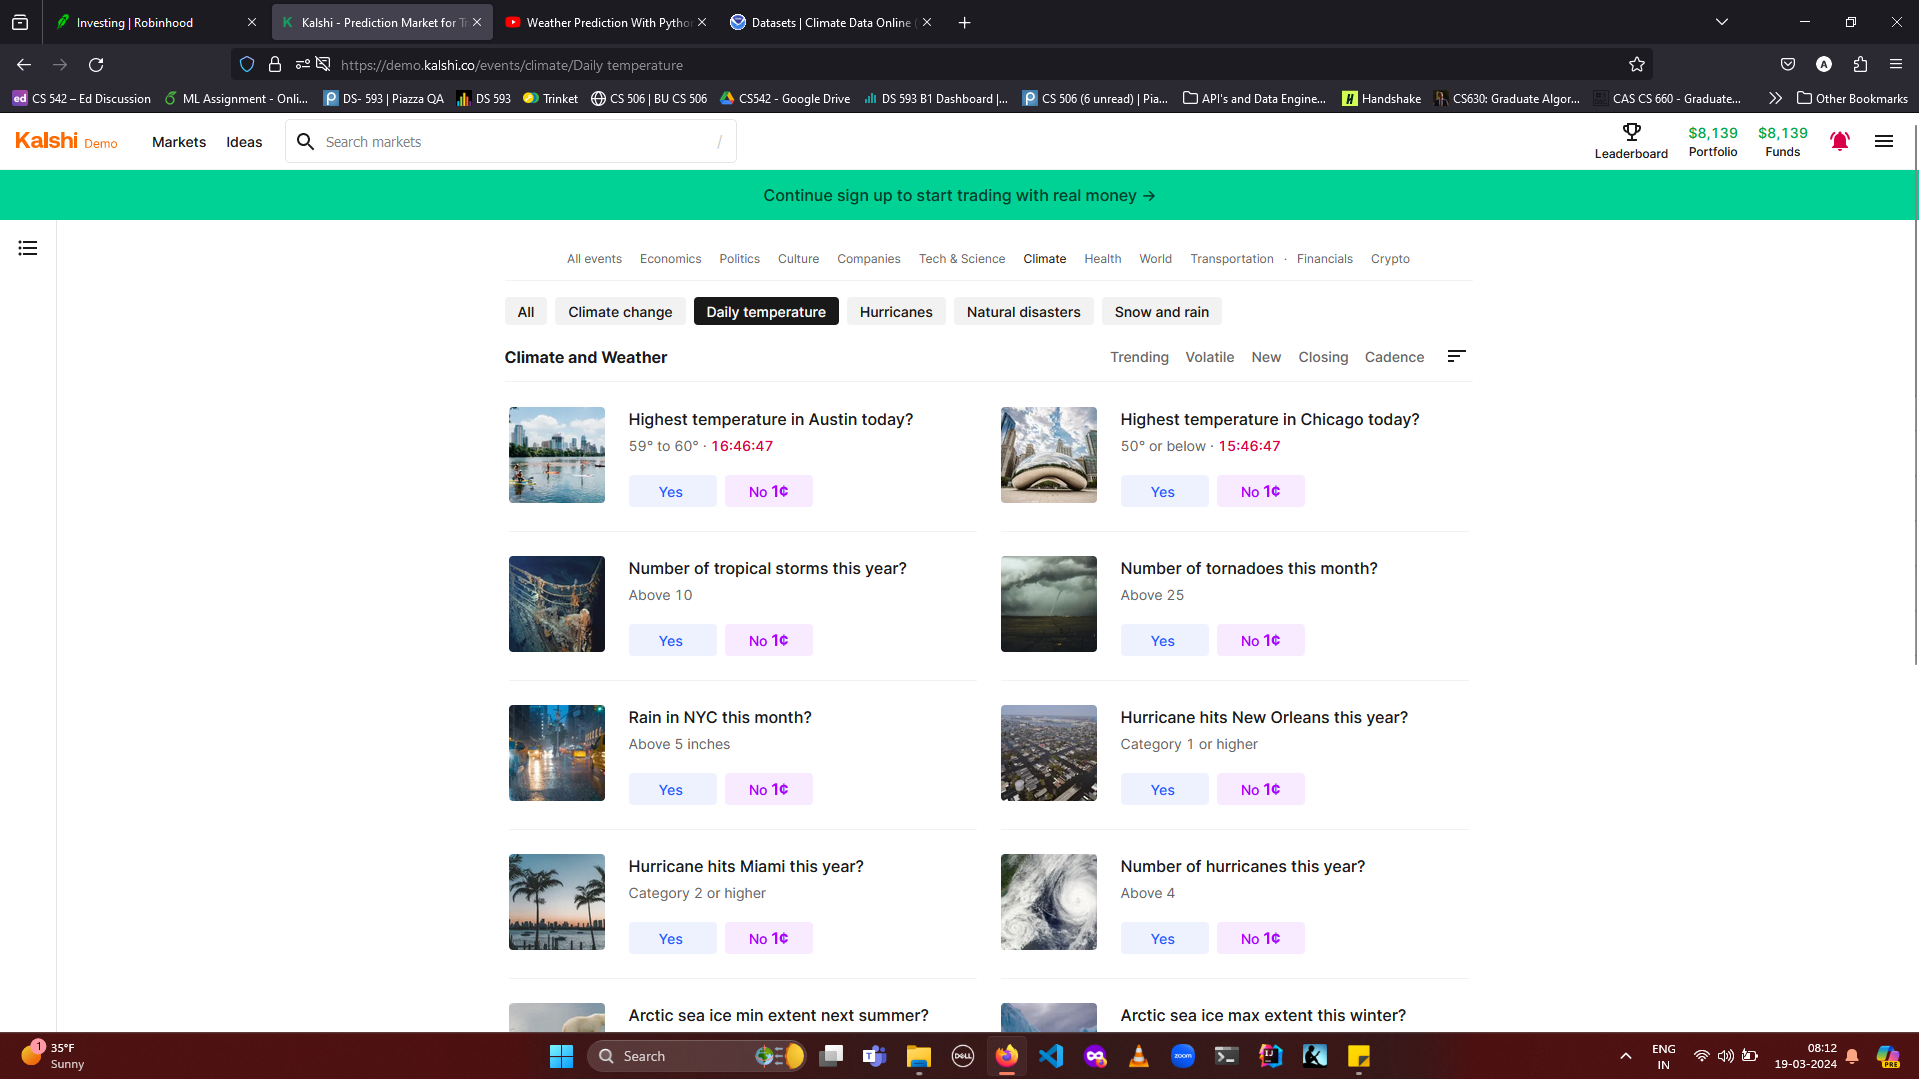 Investing | Robinhood
Kalshi - Prediction Market for Tr
Weather Prediction With Python
Datasets | Climate Data Online (
https://demo.kalshi.co/events/climate/Daily temperature
CS 542 – Ed Discussion
ML Assignment - Onli...
DS- 593 | Piazza QA
DS 593
Trinket
CS 506 | BU CS 506
CS542 - Google Drive
DS 593 B1 Dashboard |...
CS 506 (6 unread) | Pia...
API's and Data Engine...
Handshake
CS630: Graduate Algor...
CAS CS 660 - Graduate...
Other Bookmarks
Kalshi Demo
Markets
Ideas
Search markets
/
Leaderboard
$8,139
Portfolio
$8,139
Funds
Continue sign up to start trading with real money →
All events
Economics
Politics
Culture
Companies
Tech & Science
Climate
Health
World
Transportation
·
Financials
Crypto
All
Climate change
Daily temperature
Hurricanes
Natural disasters
Snow and rain
Climate and Weather
Trending
Volatile
New
Closing
Cadence
Highest temperature in Austin today?
59° to 60° · 16:46:47
Yes
No 1¢
Highest temperature in Chicago today?
50° or below · 15:46:47
Yes
No 1¢
Number of tropical storms this year?
Above 10
Yes
No 1¢
Number of tornadoes this month?
Above 25
Yes
No 1¢
Rain in NYC this month?
Above 5 inches
Yes
No 1¢
Hurricane hits New Orleans this year?
Category 1 or higher
Yes
No 1¢
Hurricane hits Miami this year?
Category 2 or higher
Yes
No 1¢
Number of hurricanes this year?
Above 4
Yes
No 1¢
Arctic sea ice min extent next summer?
Arctic sea ice max extent this winter?
1
35°F
Sunny
Search
DELL
zoom
ENG
IN
08:12
19-03-2024
PRE